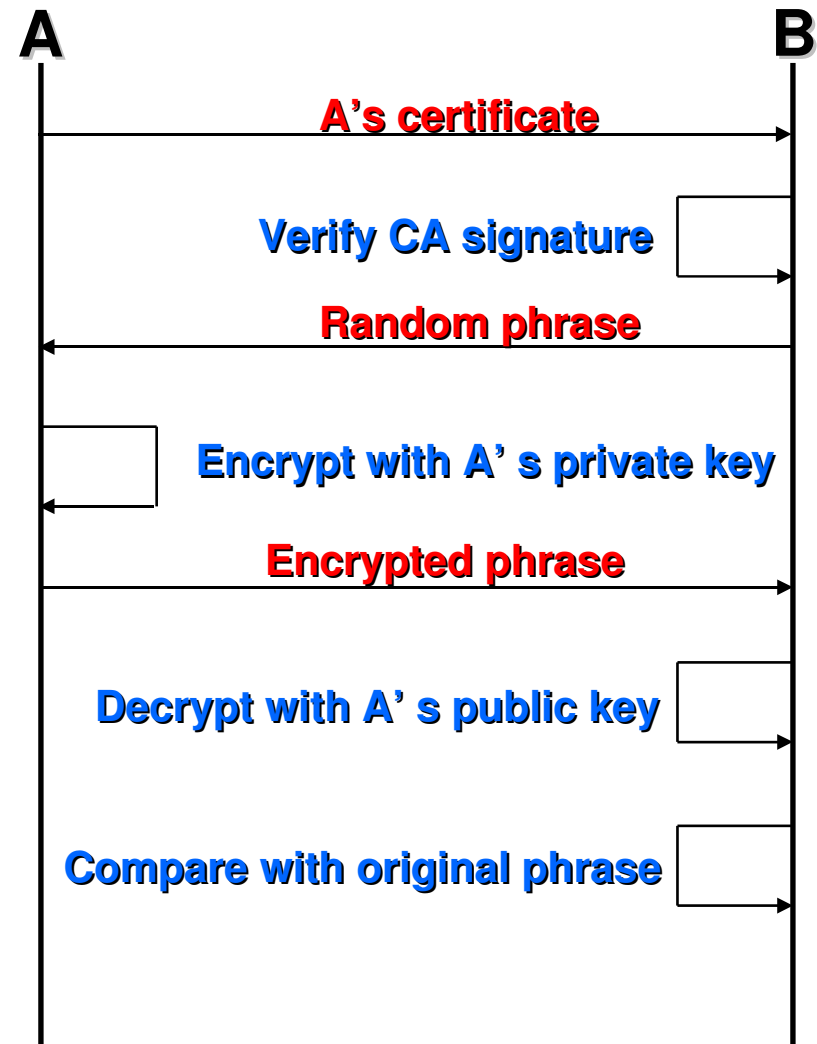 A B
A’s certificate
Verify CA signature
Random phrase
Encrypt with A’ s private key
Encrypted phrase
Decrypt with A’ s public key
Compare with original phrase